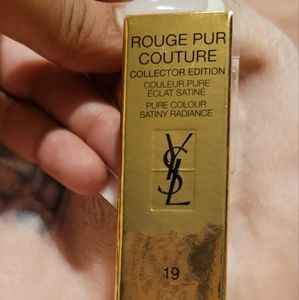 ROUGE PUR
COUTURE
COLLECTOR EDITION
COULEUR PURE
ÉCLAT SATINÉ
PURE COLOUR
SATINY RADIANCE
YSL
19